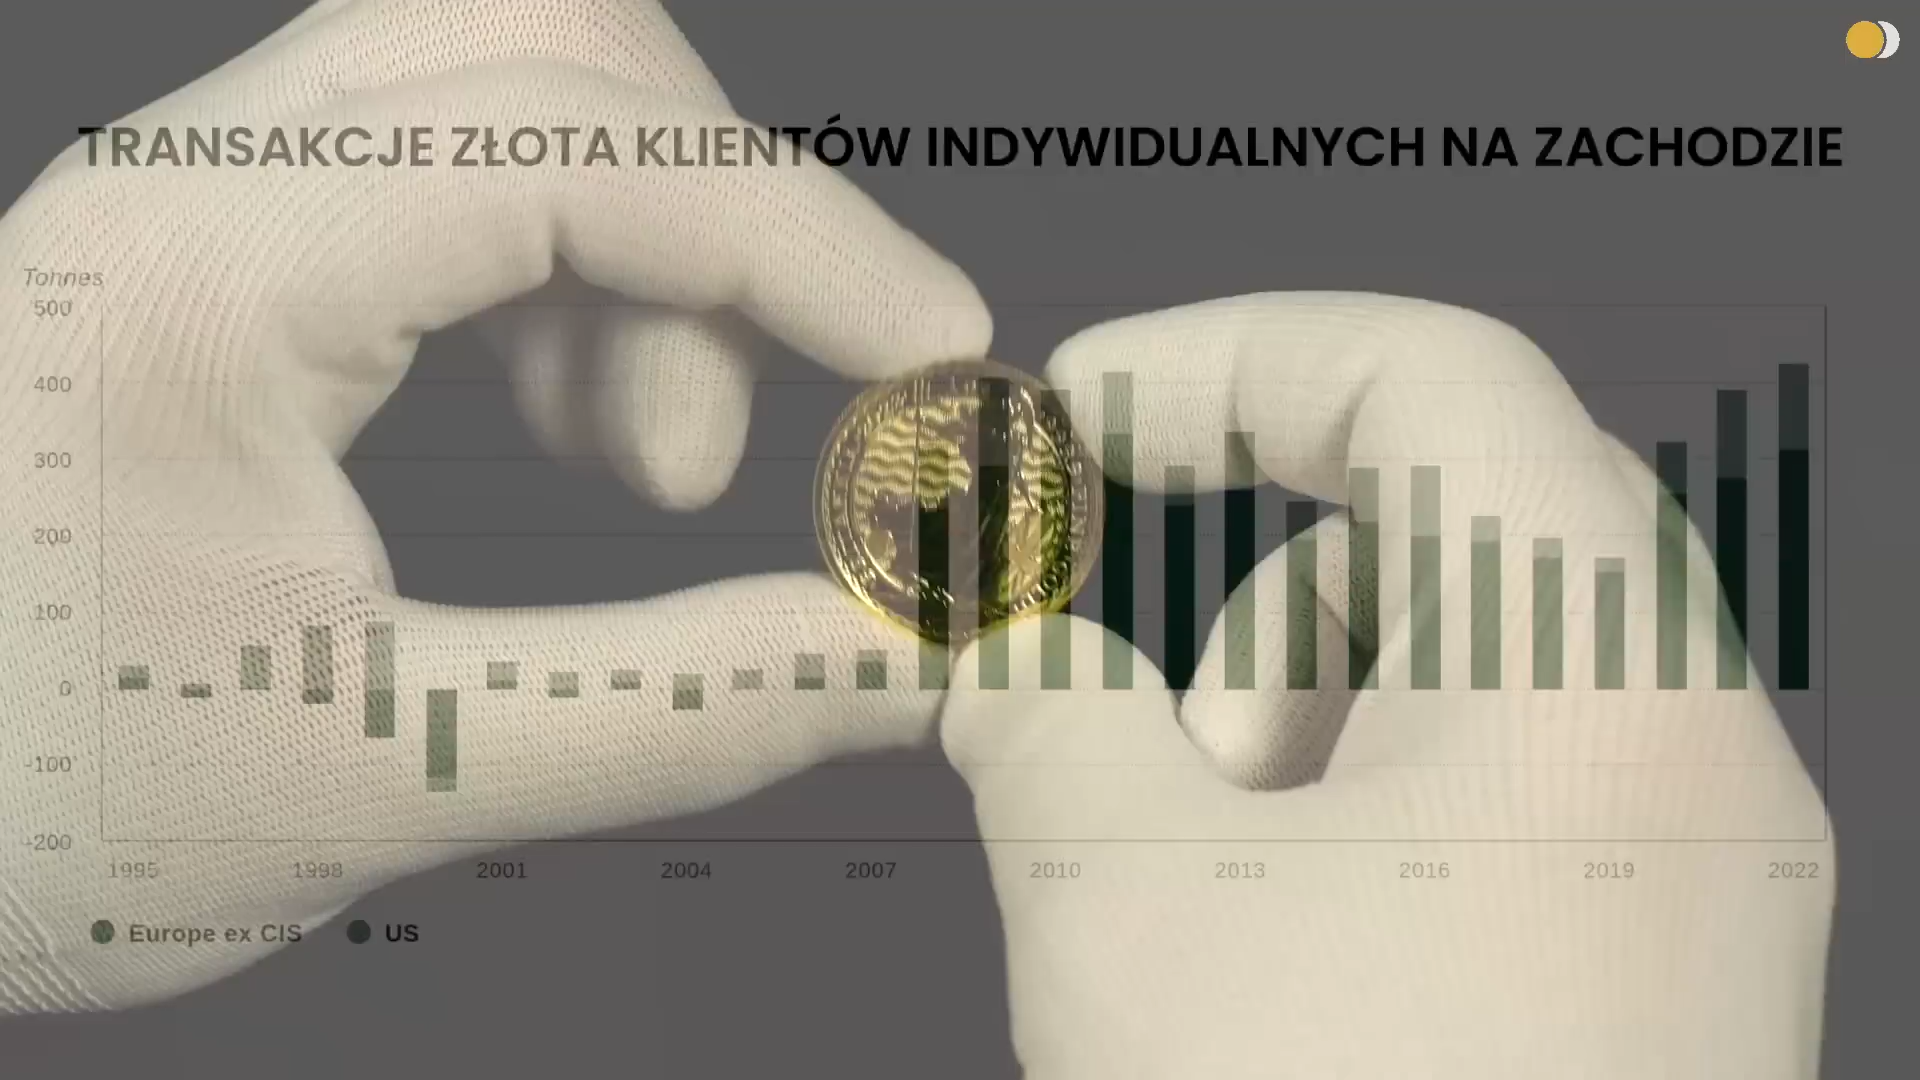 TRANSAKCJE ZŁOTA KLIENTÓW INDYWIDUALNYCH NA ZACHODZIE
Tonnes
500
400
300
200
100
0
-100
-200
1995 1998 2001 2004 2007 2010 2013 2016 2019 2022
Europe ex CIS US